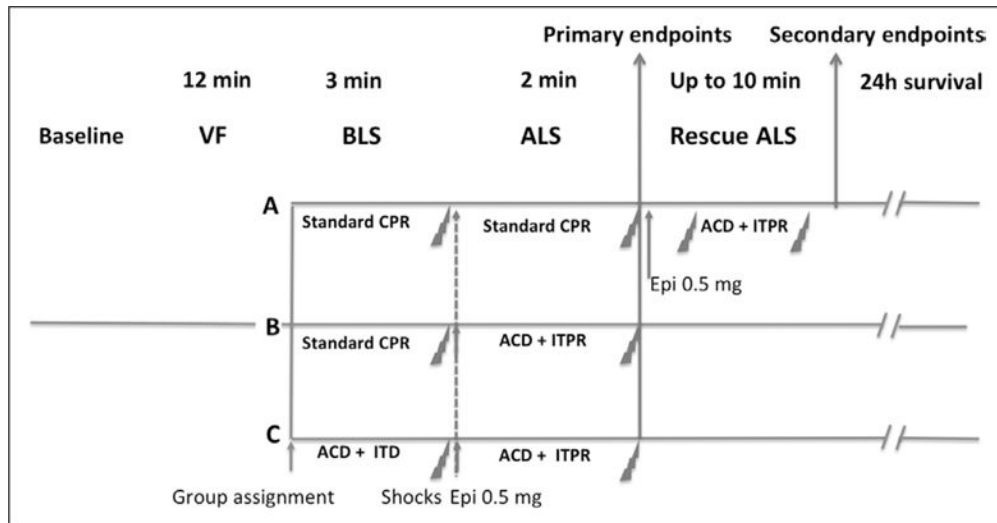 Primary endpoints Secondary endpoints
12 min 3 min 2 min Up to 10 min 24h survival
Baseline VF BLS ALS Rescue ALS
A
Standard CPR Standard CPR ACD + ITPR
Epi 0.5 mg
B
Standard CPR ACD + ITPR
C
ACD + ITD ACD + ITPR
Group assignment Shocks Epi 0.5 mg